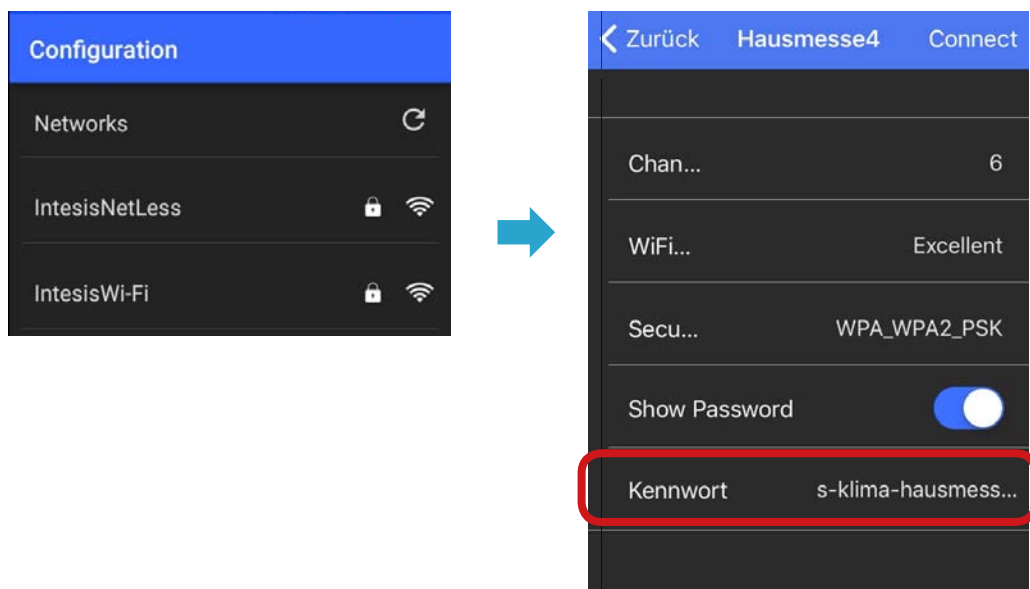 Configuration
Networks
IntesisNetLess
IntesisWi-Fi
Zurück Hausmesse4 Connect
Chan... 6
WiFi... Excellent
Secu... WPA_WPA2_PSK
Show Password
Kennwort s-klima-hausmess...